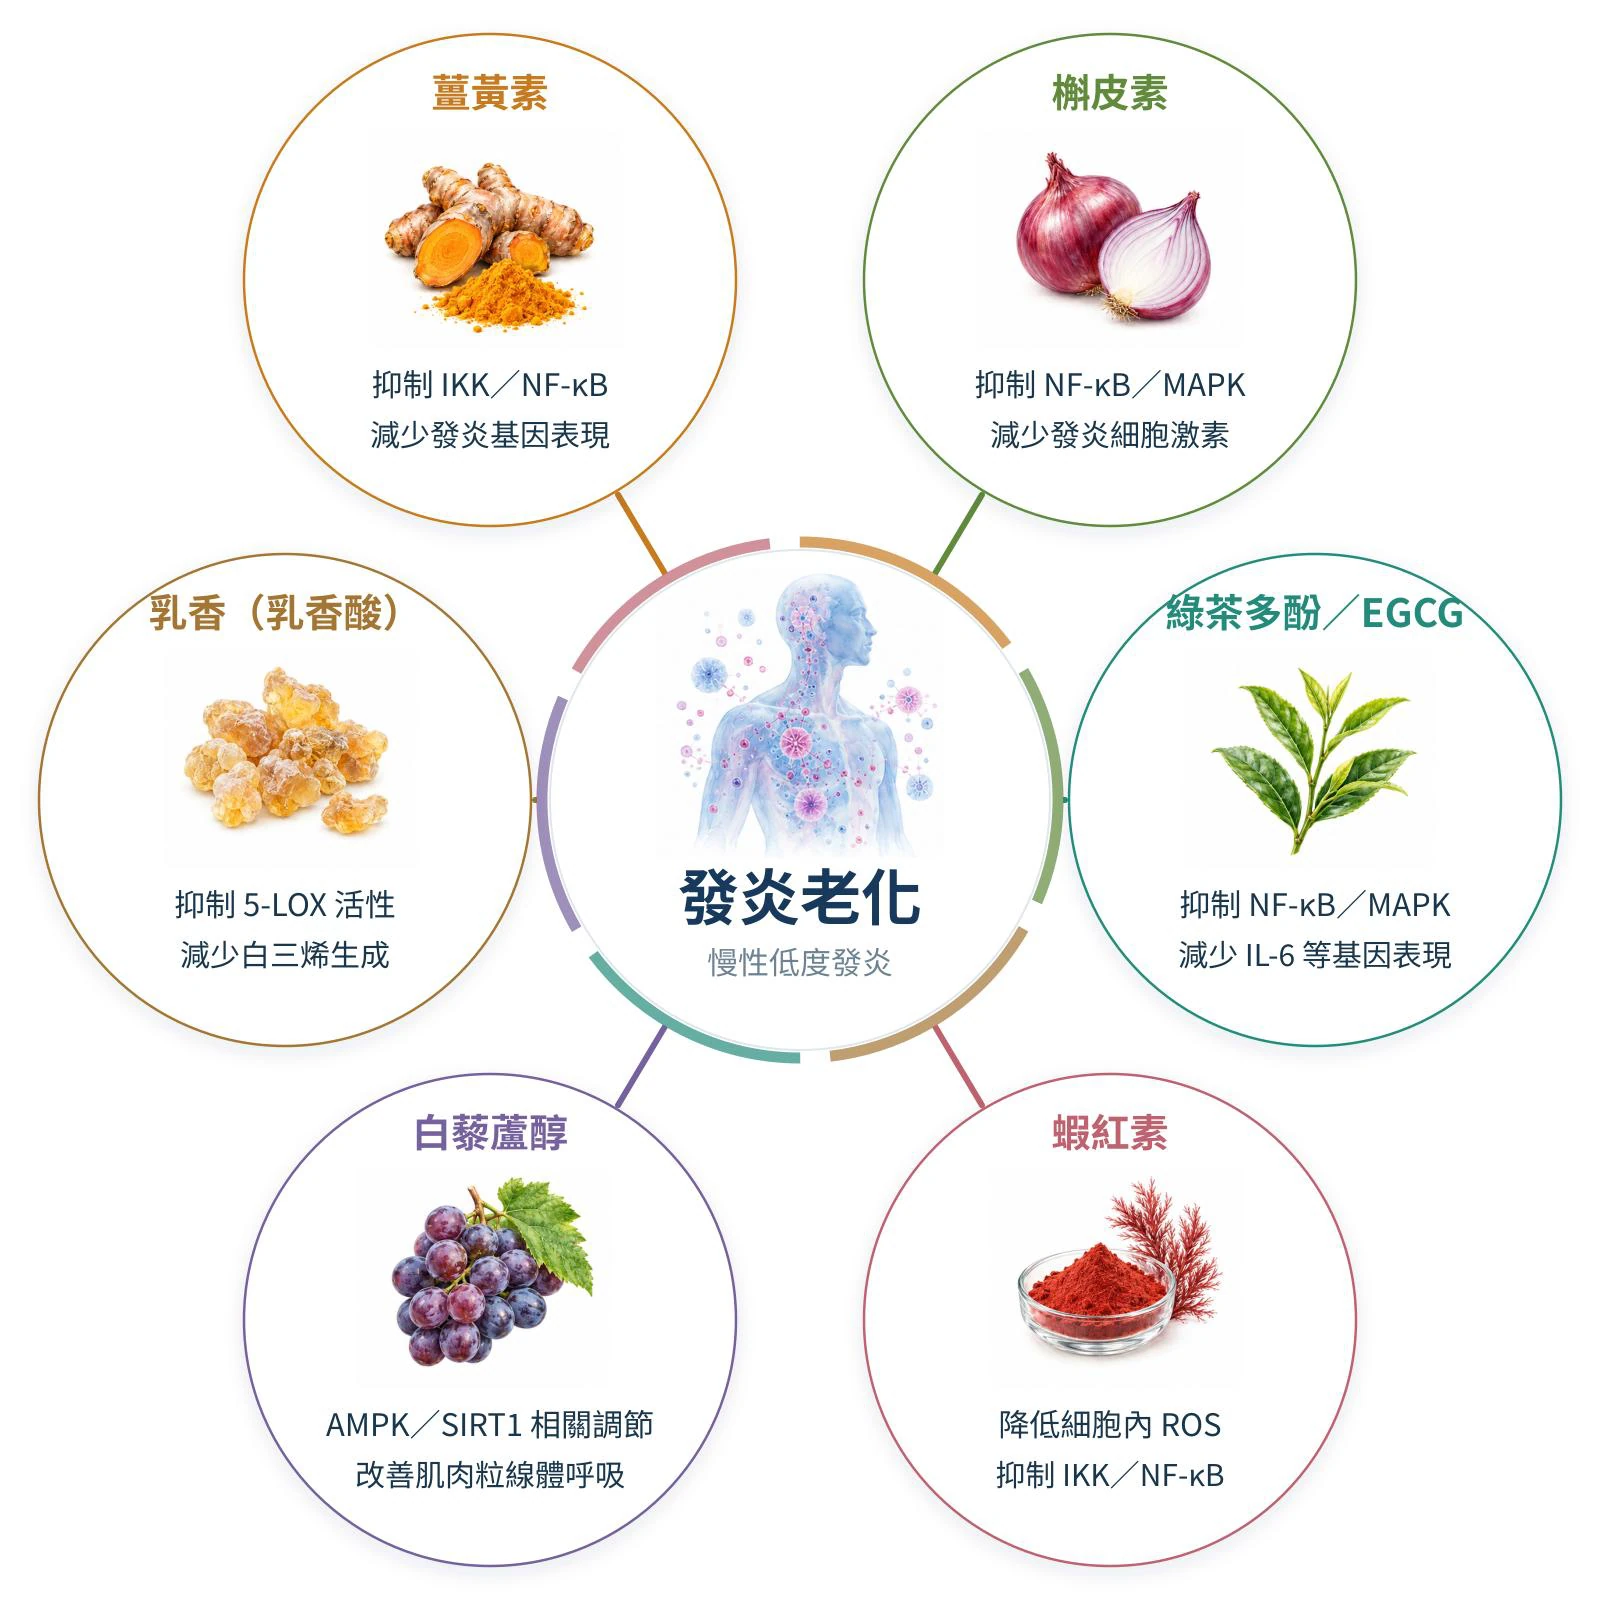 薑黃素
抑制 IKK／NF-κB
減少發炎基因表現
槲皮素
抑制 NF-κB／MAPK
減少發炎細胞激素
乳香（乳香酸）
抑制 5-LOX 活性
減少白三烯生成
發炎老化
慢性低度發炎
綠茶多酚／EGCG
抑制 NF-κB／MAPK
減少 IL-6 等基因表現
白藜蘆醇
AMPK／SIRT1 相關調節
改善肌肉粒線體呼吸
蝦紅素
降低細胞內 ROS
抑制 IKK／NF-κB